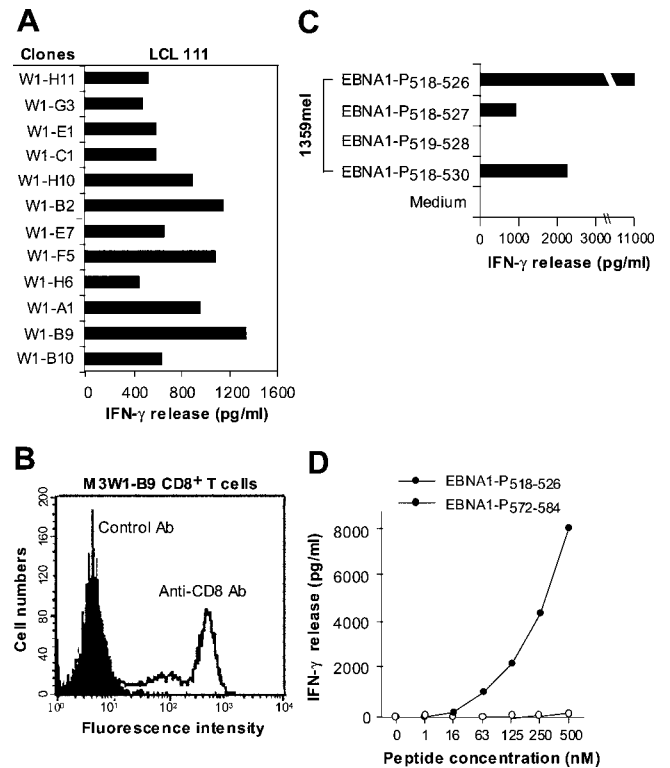 A
Clones LCL 111
W1-H11
W1-G3
W1-E1
W1-C1
W1-H10
W1-B2
W1-E7
W1-F5
W1-H6
W1-A1
W1-B9
W1-B10
0 400 800 1200 1600
IFN-γ release (pg/ml)
C
1359mel
EBNA1-P518-526
EBNA1-P518-527
EBNA1-P519-528
EBNA1-P518-530
Medium
0 1000 2000 3000 11000
IFN-γ release (pg/ml)
B
M3W1-B9 CD8+ T cells
Cell numbers
200
160
120
80
40
0
Control Ab
Anti-CD8 Ab
10⁰ 10¹ 10² 10³ 10⁴
Fluorescence intensity
D
EBNA1-P518-526
EBNA1-P572-584
IFN-γ release (pg/ml)
8000
6000
4000
2000
0
0 1 16 63 125 250 500
Peptide concentration (nM)